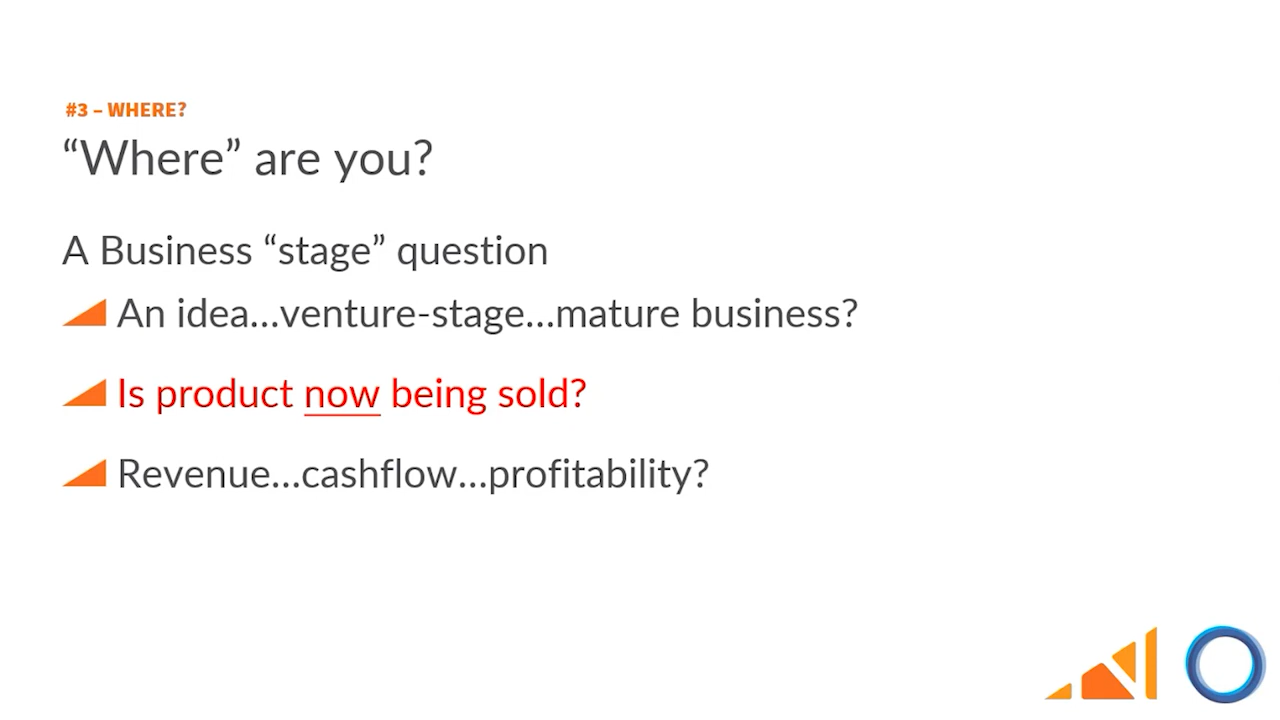 #3 – WHERE?
“Where” are you?
A Business “stage” question
An idea…venture-stage…mature business?
Is product now being sold?
Revenue…cashflow…profitability?